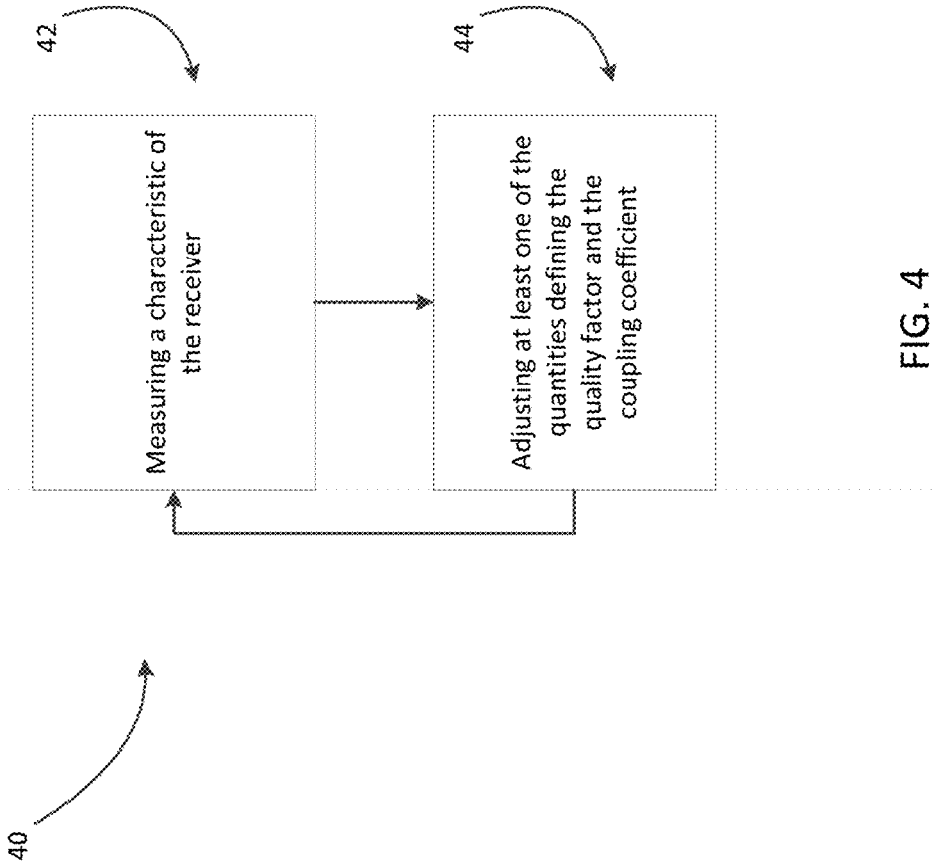 40
42
Measuring a characteristic of
the receiver
44
Adjusting at least one of the
quantities defining the
quality factor and the
coupling coefficient
FIG. 4